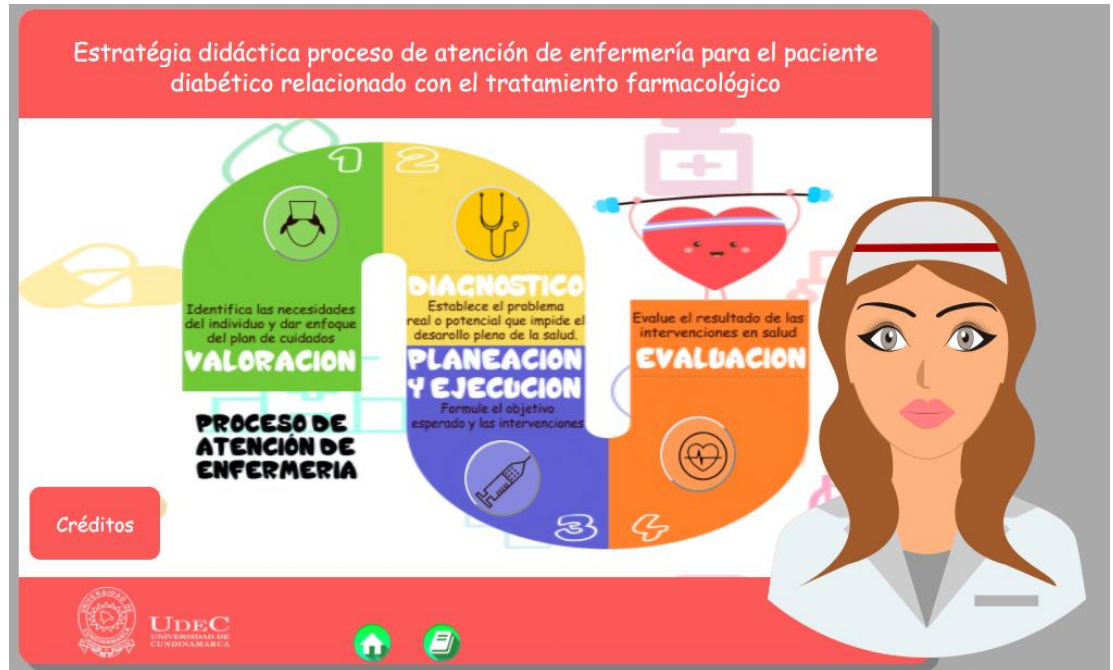 Estratégia didáctica proceso de atención de enfermería para el paciente
diabético relacionado con el tratamiento farmacológico
1
2
Identifica las necesidades
del individuo y dar enfoque
del plan de cuidados
VALORACION
DIAGNOSTICO
Establece el problema
real o potencial que impide el
desarollo pleno de la salud.
PLANEACION
Y EJECUCION
Formule el objetivo
esperado y las intervenciones
3
Evalue el resultado de las
intervenciones en salud
EVALUACION
4
PROCESO DE
ATENCIÓN DE
ENFERMERIA
Créditos
UDEC
UNIVERSIDAD DE
CUNDINAMARCA